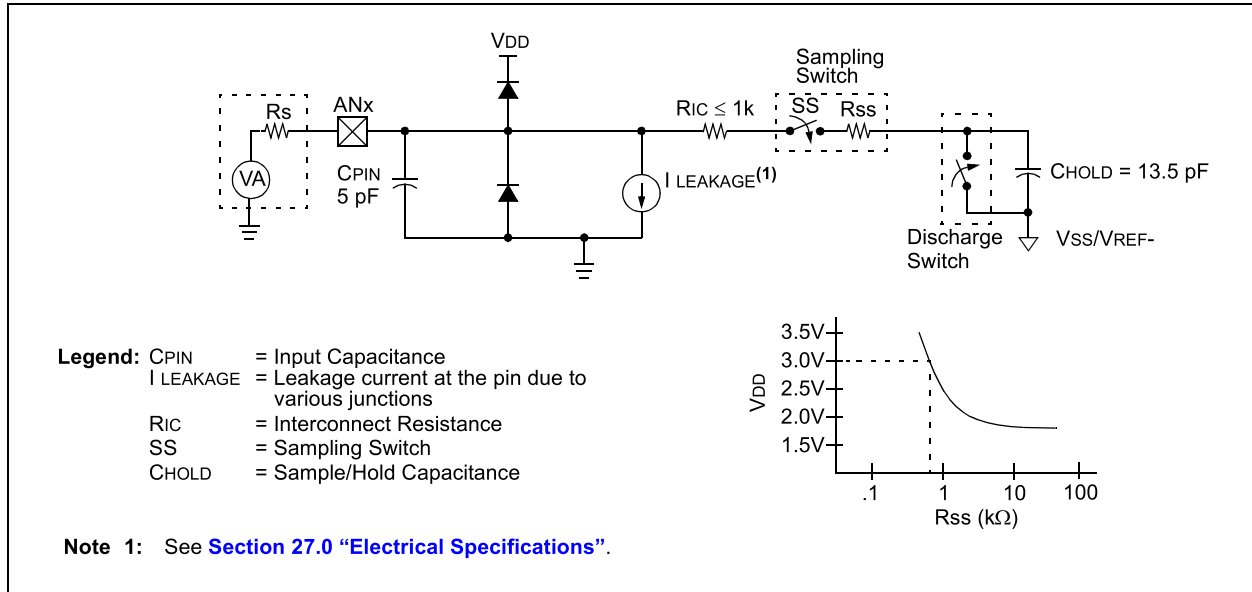 VDD
Sampling
Switch
Rs
ANx
RIC ≤ 1k
SS
Rss
VA
CPIN
5 pF
I LEAKAGE(1)
CHOLD = 13.5 pF
Discharge
Switch
VSS/VREF-
Legend: CPIN = Input Capacitance
I LEAKAGE = Leakage current at the pin due to
various junctions
RIC = Interconnect Resistance
SS = Sampling Switch
CHOLD = Sample/Hold Capacitance
VDD
3.5V
3.0V
2.5V
2.0V
1.5V
.1 1 10 100
Rss (kΩ)
Note 1: See Section 27.0 “Electrical Specifications”.